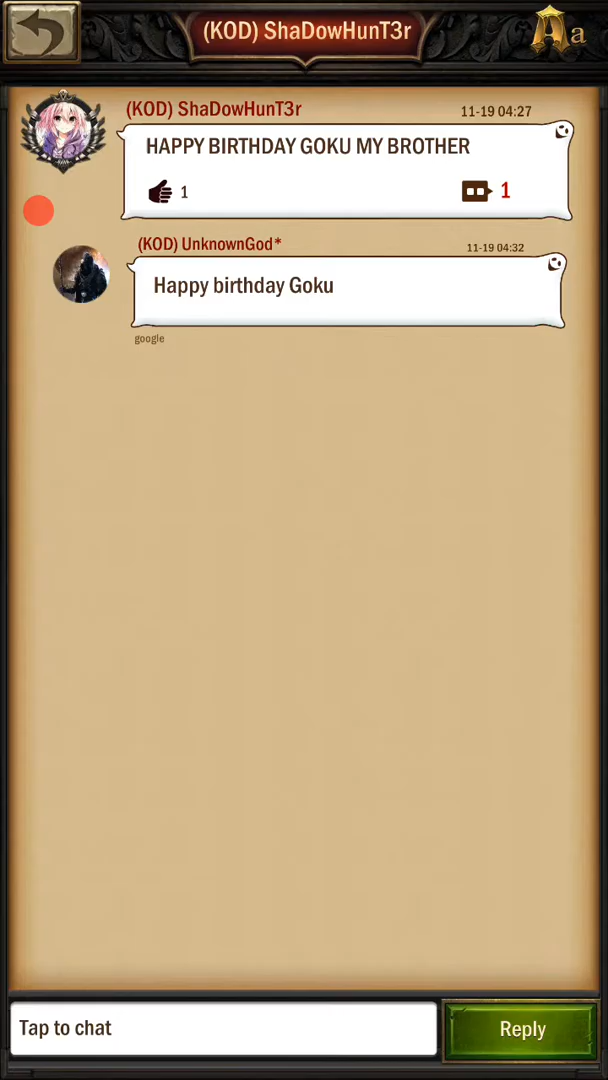 (KOD) ShaDowHunT3r
Aa
(KOD) ShaDowHunT3r 11-19 04:27
HAPPY BIRTHDAY GOKU MY BROTHER
1 1
(KOD) UnknownGod* 11-19 04:32
Happy birthday Goku
google
Tap to chat Reply